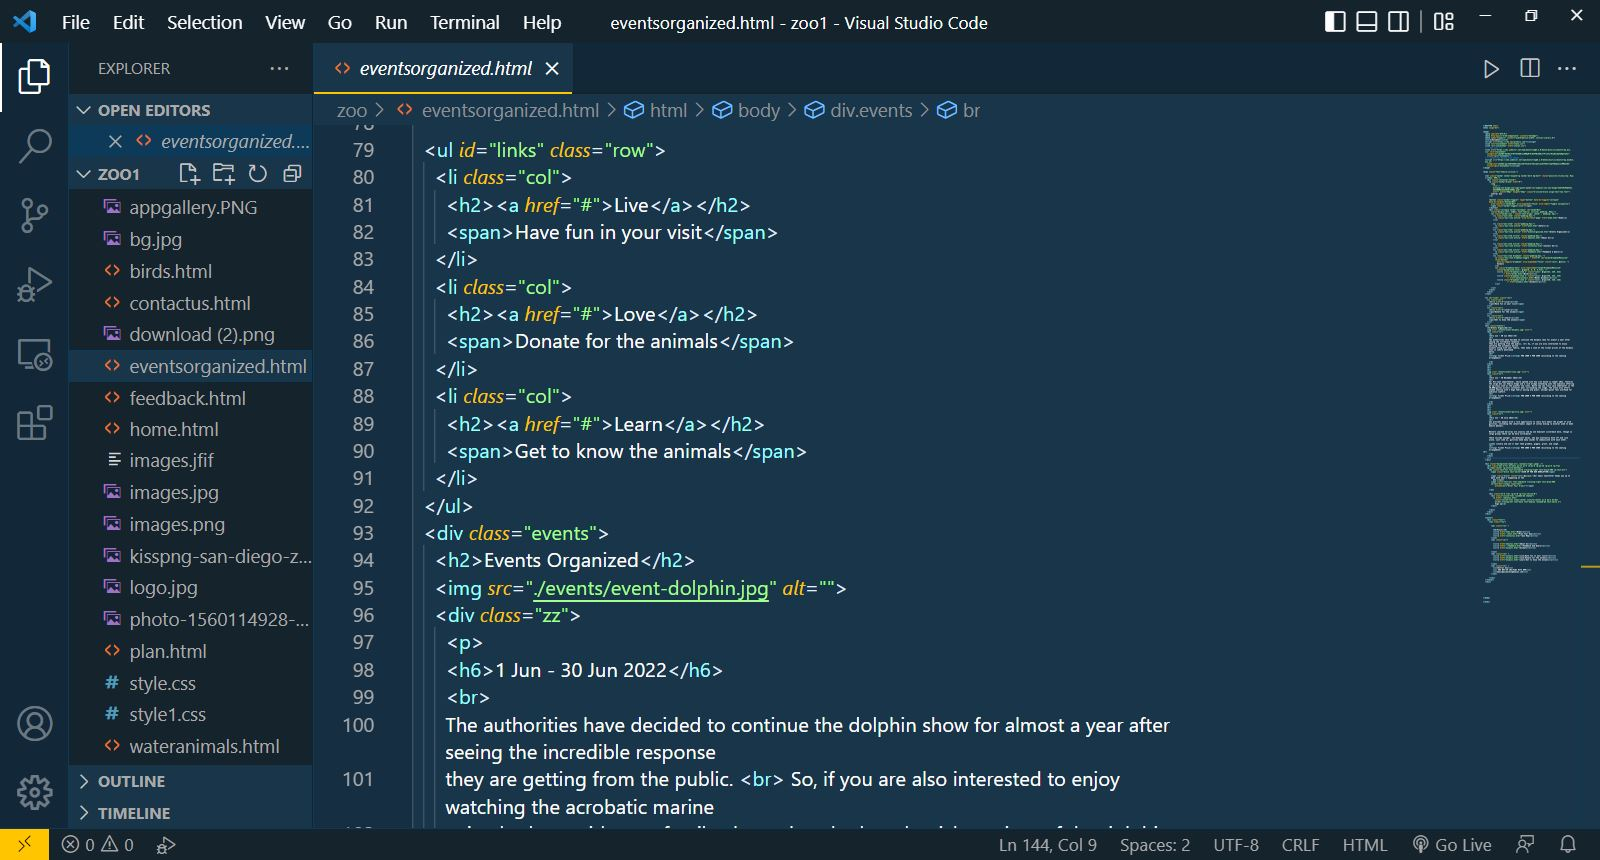 File Edit Selection View Go Run Terminal Help eventsorganized.html - zoo1 - Visual Studio Code
EXPLORER ···
OPEN EDITORS
eventsorganized....
ZOO1
appgallery.PNG
bg.jpg
birds.html
contactus.html
download (2).png
eventsorganized.html
feedback.html
home.html
images.jfif
images.jpg
images.png
kisspng-san-diego-z...
logo.jpg
photo-1560114928-...
plan.html
style.css
style1.css
wateranimals.html
OUTLINE
TIMELINE
eventsorganized.html
zoo > eventsorganized.html > html > body > div.events > br
79 <ul id="links" class="row">
80 <li class="col">
81 <h2><a href="#">Live</a></h2>
82 <span>Have fun in your visit</span>
83 </li>
84 <li class="col">
85 <h2><a href="#">Love</a></h2>
86 <span>Donate for the animals</span>
87 </li>
88 <li class="col">
89 <h2><a href="#">Learn</a></h2>
90 <span>Get to know the animals</span>
91 </li>
92 </ul>
93 <div class="events">
94 <h2>Events Organized</h2>
95 <img src="./events/event-dolphin.jpg" alt="">
96 <div class="zz">
97 <p>
98 <h6>1 Jun - 30 Jun 2022</h6>
99 <br>
100 The authorities have decided to continue the dolphin show for almost a year after
seeing the incredible response
101 they are getting from the public. <br> So, if you are also interested to enjoy
watching the acrobatic marine
0 0 Ln 144, Col 9 Spaces: 2 UTF-8 CRLF HTML Go Live